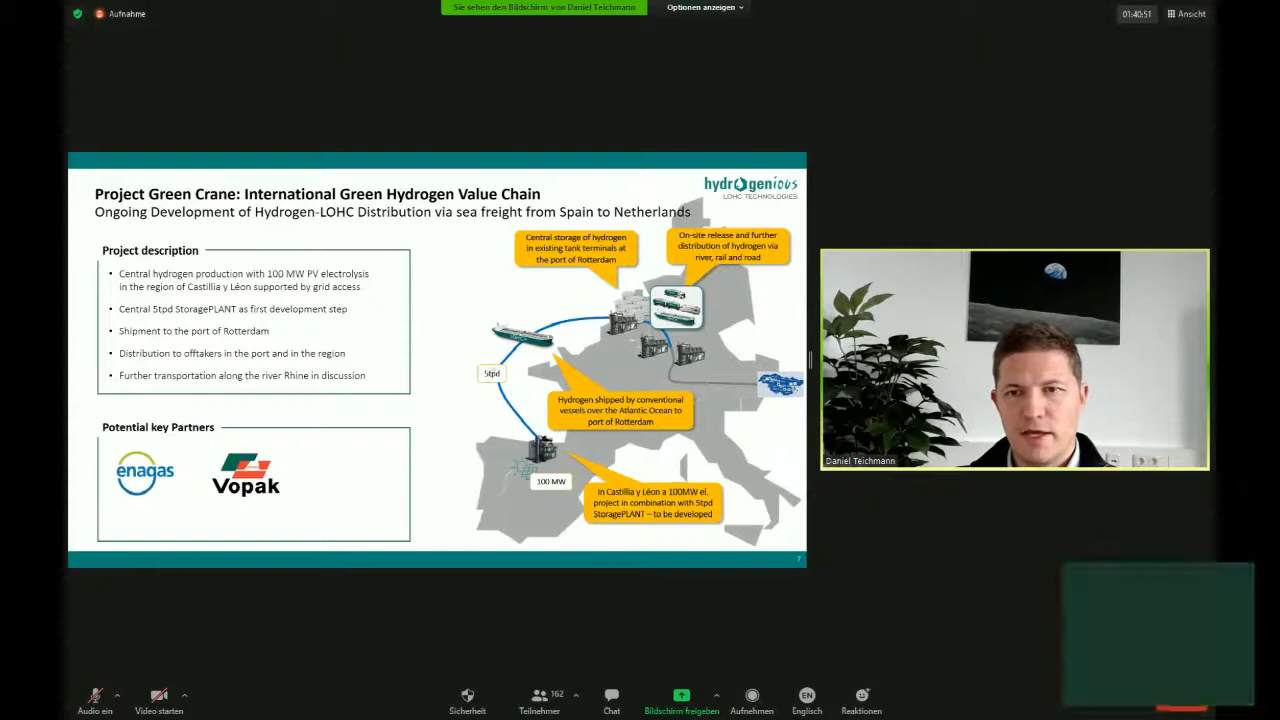 Aufnahme
Sie sehen den Bildschirm von Daniel Teichmann
Optionen anzeigen
01:40:51
Ansicht
Project Green Crane: International Green Hydrogen Value Chain
Ongoing Development of Hydrogen-LOHC Distribution via sea freight from Spain to Netherlands
hydrogenious
LOHC TECHNOLOGIES
Project description
• Central hydrogen production with 100 MW PV electrolysis
in the region of Castillia y Léon supported by grid access
• Central 5tpd StoragePLANT as first development step
• Shipment to the port of Rotterdam
• Distribution to offtakers in the port and in the region
• Further transportation along the river Rhine in discussion
Potential key Partners
enagas
Vopak
Central storage of hydrogen
in existing tank terminals at
the port of Rotterdam
On-site release and further
distribution of hydrogen via
river, rail and road
5tpd
Hydrogen shipped by conventional
vessels over the Atlantic Ocean to
port of Rotterdam
100 MW
In Castillia y Léon a 100MW el.
project in combination with 5tpd
StoragePLANT – to be developed
7
Daniel Teichmann
Audio ein
Video starten
Sicherheit
162
Teilnehmer
Chat
Bildschirm freigeben
Aufnehmen
EN
Englisch
Reaktionen